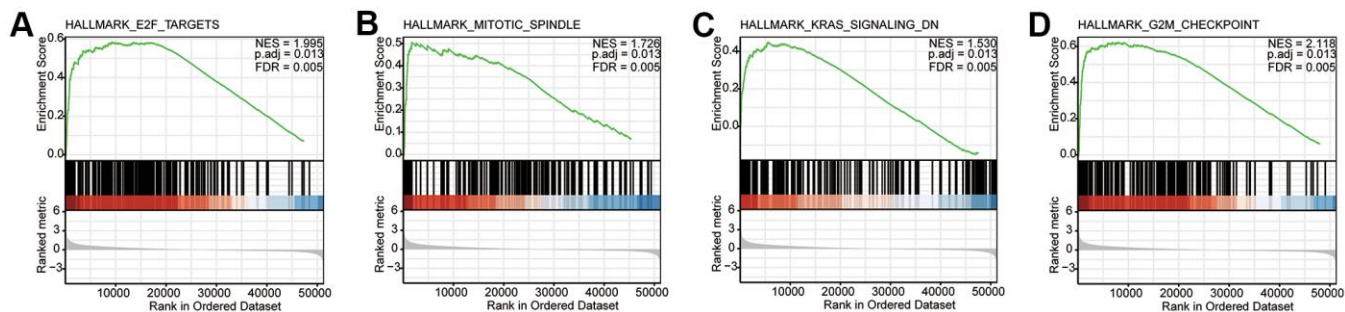 A
HALLMARK_E2F_TARGETS
NES = 1.995
p.adj = 0.013
FDR = 0.005
Enrichment Score
0.6
0.4
0.2
0.0
Ranked metric
6
3
0
−3
10000 20000 30000 40000 50000
Rank in Ordered Dataset
B
HALLMARK_MITOTIC_SPINDLE
NES = 1.726
p.adj = 0.013
FDR = 0.005
Enrichment Score
0.5
0.4
0.3
0.2
0.1
0.0
Ranked metric
6
3
0
−3
10000 20000 30000 40000 50000
Rank in Ordered Dataset
C
HALLMARK_KRAS_SIGNALING_DN
NES = 1.530
p.adj = 0.013
FDR = 0.005
Enrichment Score
0.4
0.2
0.0
Ranked metric
6
3
0
−3
10000 20000 30000 40000 50000
Rank in Ordered Dataset
D
HALLMARK_G2M_CHECKPOINT
NES = 2.118
p.adj = 0.013
FDR = 0.005
Enrichment Score
0.6
0.4
0.2
0.0
Ranked metric
6
3
0
−3
10000 20000 30000 40000 50000
Rank in Ordered Dataset